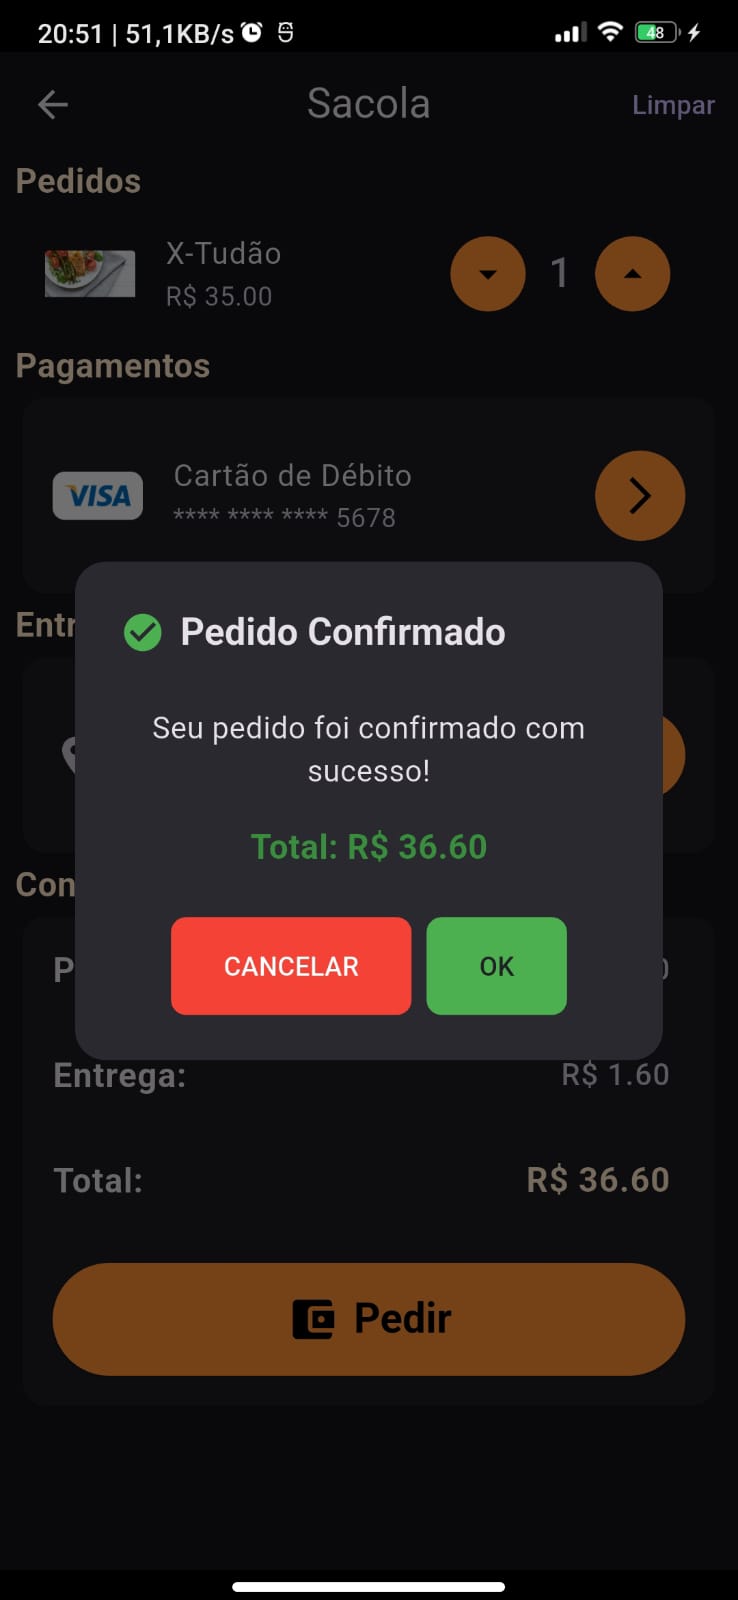 20:51 | 51,1KB/s
48
Sacola
Limpar
Pedidos
X-Tudão
R$ 35.00
1
Pagamentos
VISA
Cartão de Débito
**** **** **** 5678
Entr
Pedido Confirmado
Seu pedido foi confirmado com
sucesso!
Total: R$ 36.60
Con
CANCELAR
OK
P
Entrega:
R$ 1.60
Total:
R$ 36.60
Pedir